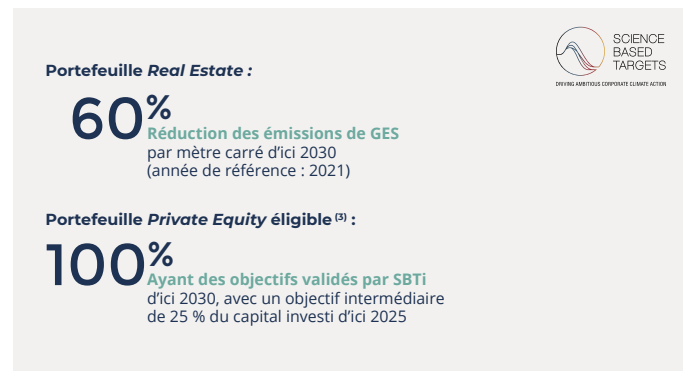 SCIENCE
BASED
TARGETS
DRIVING AMBITIOUS CORPORATE CLIMATE ACTION
Portefeuille Real Estate :
60%
Réduction des émissions de GES
par mètre carré d’ici 2030
(année de référence : 2021)
Portefeuille Private Equity éligible (3) :
100%
Ayant des objectifs validés par SBTi
d’ici 2030, avec un objectif intermédiaire
de 25 % du capital investi d’ici 2025